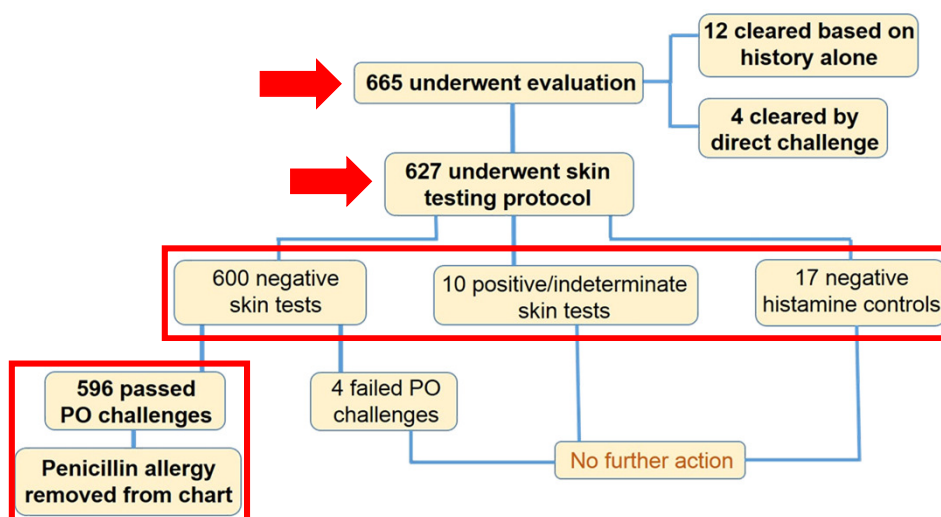 12 cleared based on
history alone
665 underwent evaluation
4 cleared by
direct challenge
627 underwent skin
testing protocol
600 negative
skin tests
10 positive/indeterminate
skin tests
17 negative
histamine controls
596 passed
PO challenges
4 failed PO
challenges
Penicillin allergy
removed from chart
No further action